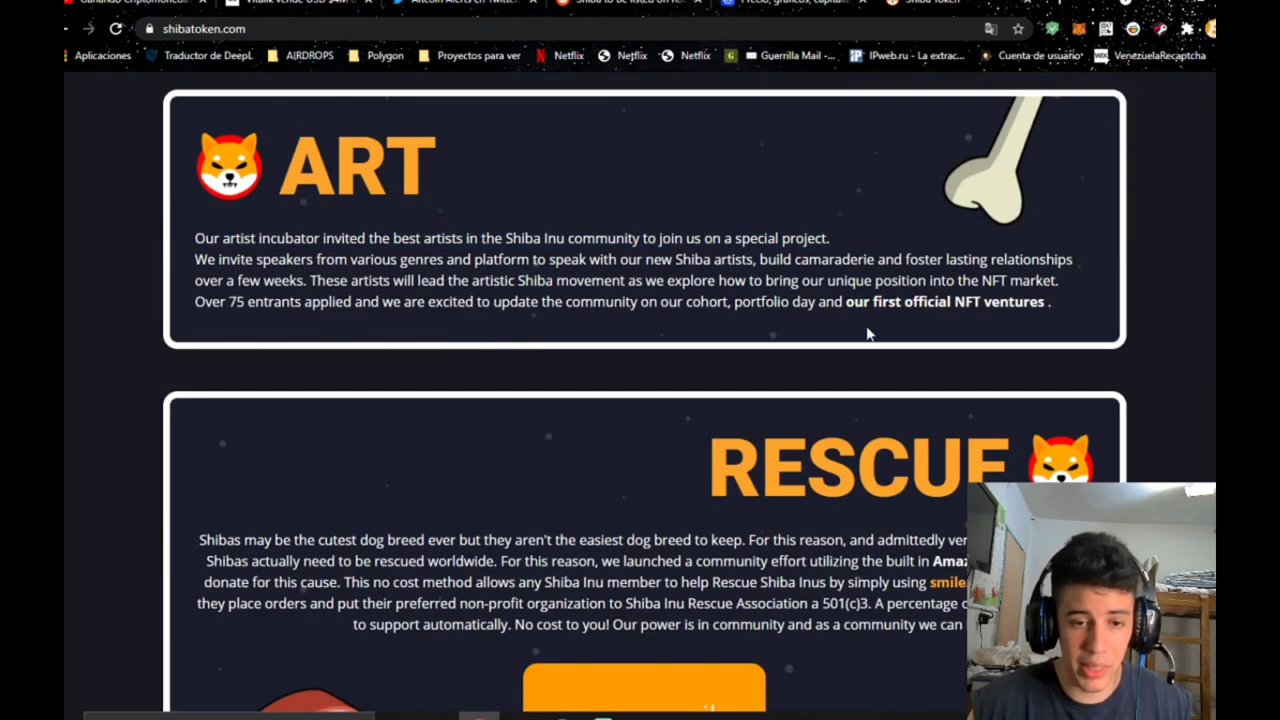 shibatoken.com
Aplicaciones
Traductor de DeepL
AIRDROPS
Polygon
Proyectos para ver
Netflix
Netflix
Netflix
Guerrilla Mail -...
IPweb.ru - La extrac...
Cuenta de usuario
VenezuelaRecaptcha
ART
Our artist incubator invited the best artists in the Shiba Inu community to join us on a special project.
We invite speakers from various genres and platform to speak with our new Shiba artists, build camaraderie and foster lasting relationships
over a few weeks. These artists will lead the artistic Shiba movement as we explore how to bring our unique position into the NFT market.
Over 75 entrants applied and we are excited to update the community on our cohort, portfolio day and our first official NFT ventures .
RESCUE
Shibas may be the cutest dog breed ever but they aren't the easiest dog breed to keep. For this reason, and admittedly
Shibas actually need to be rescued worldwide. For this reason, we launched a community effort utilizing the built in
donate for this cause. This no cost method allows any Shiba Inu member to help Rescue Shiba Inus by simply using smile
they place orders and put their preferred non-profit organization to Shiba Inu Rescue Association a 501(c)3. A percentage
to support automatically. No cost to you! Our power is in community and as a community we can